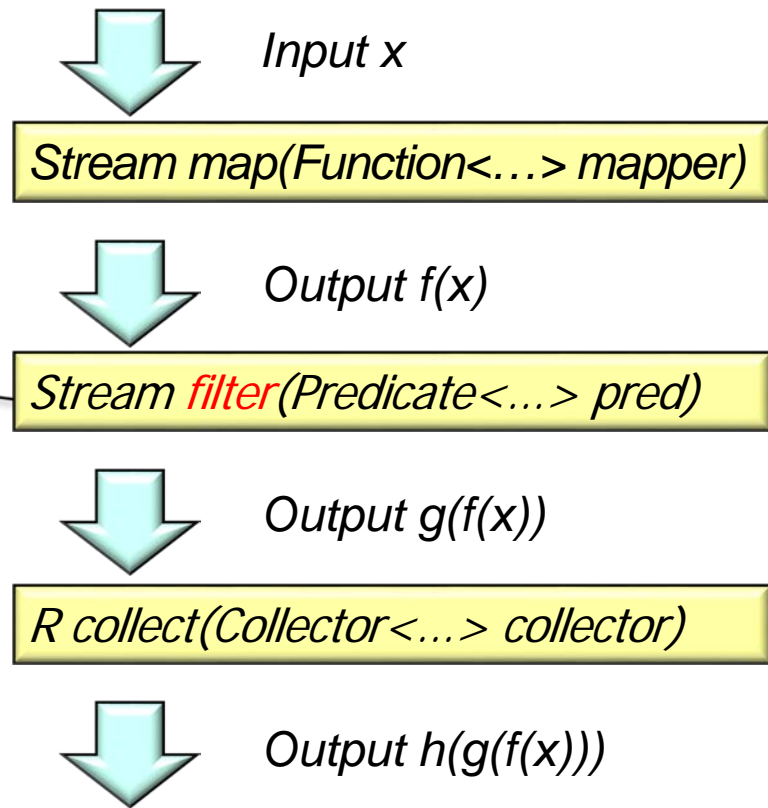 Input x
Stream map(Function<...> mapper)
Output f(x)
Stream filter(Predicate<...> pred)
Output g(f(x))
R collect(Collector<...> collector)
Output h(g(f(x)))